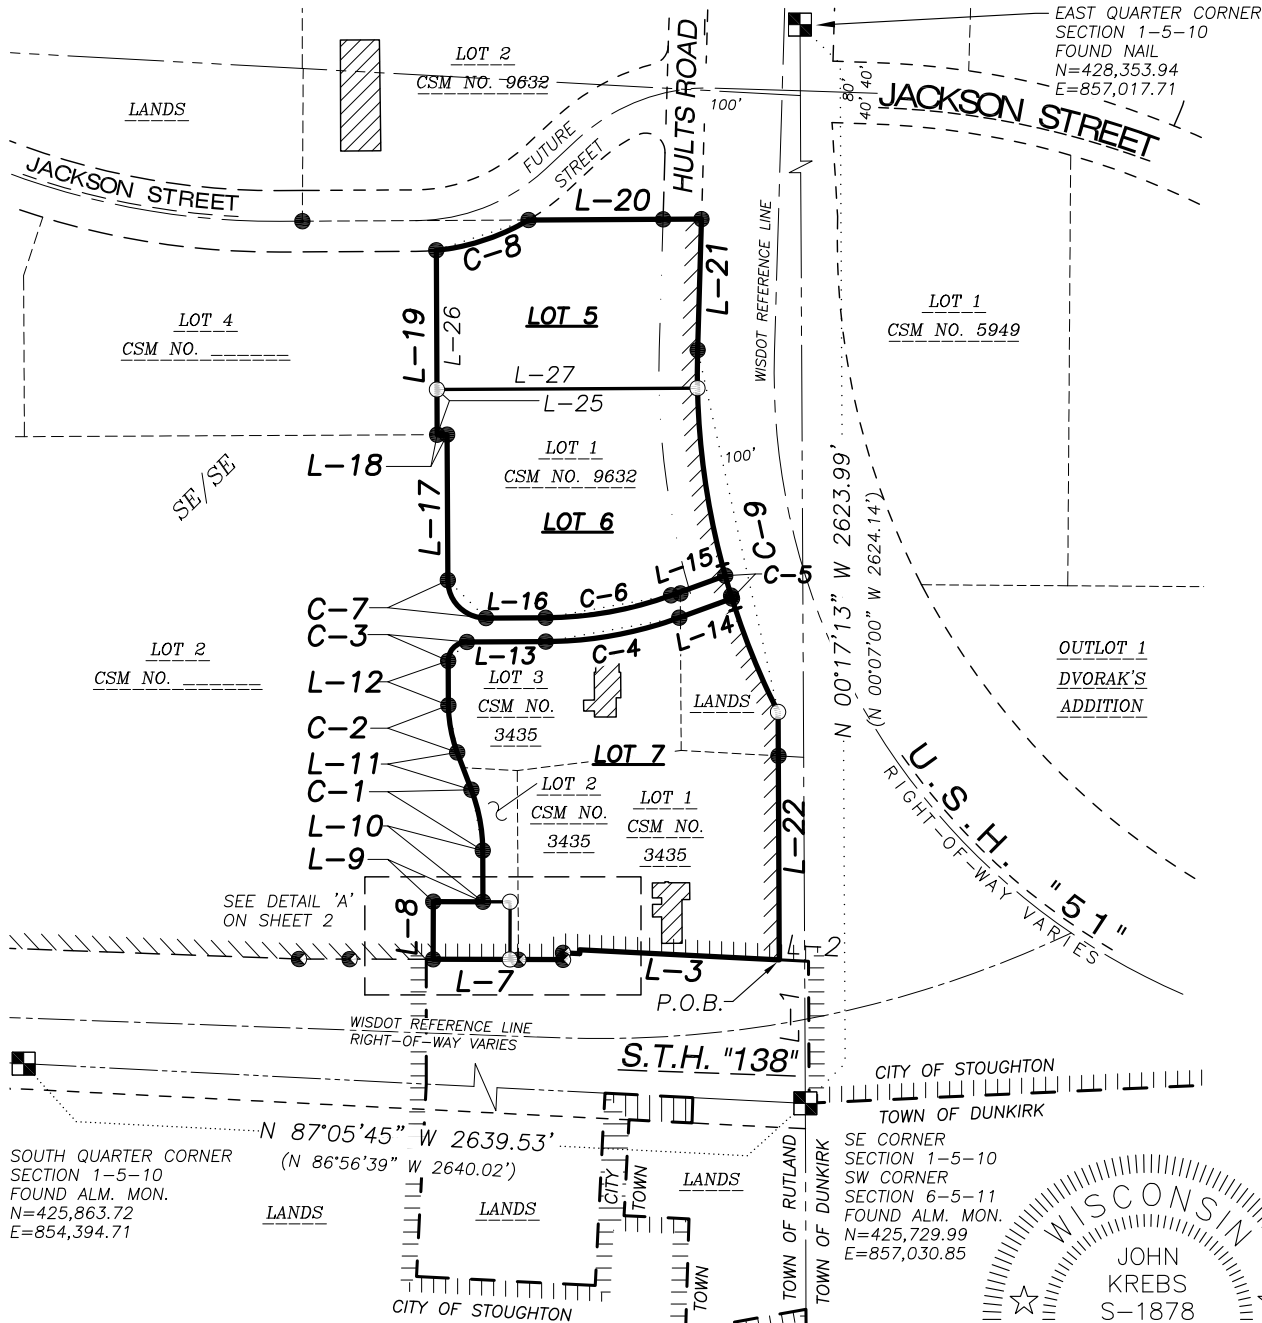 EAST QUARTER CORNER
SECTION 1-5-10
FOUND NAIL
N=428,353.94
E=857,017.71
LOT 2
CSM NO. 9632
LANDS
HULTS ROAD
100'
80'
40' 40'
JACKSON STREET
FUTURE
STREET
JACKSON STREET
L-20
C-8
L-21
WISDOT REFERENCE LINE
LOT 5
L-19
L-26
LOT 4
CSM NO. ______
LOT 1
CSM NO. 5949
L-27
L-25
L-18
LOT 1
CSM NO. 9632
100'
SE/SE
L-17
LOT 6
C-9
N 00°17'13" W 2623.99'
(N 00°07'00" W 2624.14')
L-15
C-5
C-7
L-16
C-6
C-3
L-13
C-4
L-14
LOT 2
CSM NO. ______
L-12
LOT 3
CSM NO.
3435
LANDS
OUTLOT 1
DVORAK'S
ADDITION
C-2
L-11
LOT 7
C-1
LOT 2
CSM NO.
3435
LOT 1
CSM NO.
3435
L-10
L-9
L-22
U.S.H. "51"
RIGHT-OF-WAY VARIES
SEE DETAIL 'A'
ON SHEET 2
L-8
L-7
L-3
L-2
P.O.B.
L-1
WISDOT REFERENCE LINE
RIGHT-OF-WAY VARIES
S.T.H. "138"
CITY OF STOUGHTON
TOWN OF DUNKIRK
N 87°05'45" W 2639.53'
(N 86°56'39" W 2640.02')
SOUTH QUARTER CORNER
SECTION 1-5-10
FOUND ALM. MON.
N=425,863.72
E=854,394.71
LANDS
LANDS
CITY
TOWN
LANDS
TOWN
TOWN OF RUTLAND
TOWN OF DUNKIRK
SE CORNER
SECTION 1-5-10
SW CORNER
SECTION 6-5-11
FOUND ALM. MON.
N=425,729.99
E=857,030.85
CITY OF STOUGHTON
WISCONSIN
JOHN
KREBS
S-1878